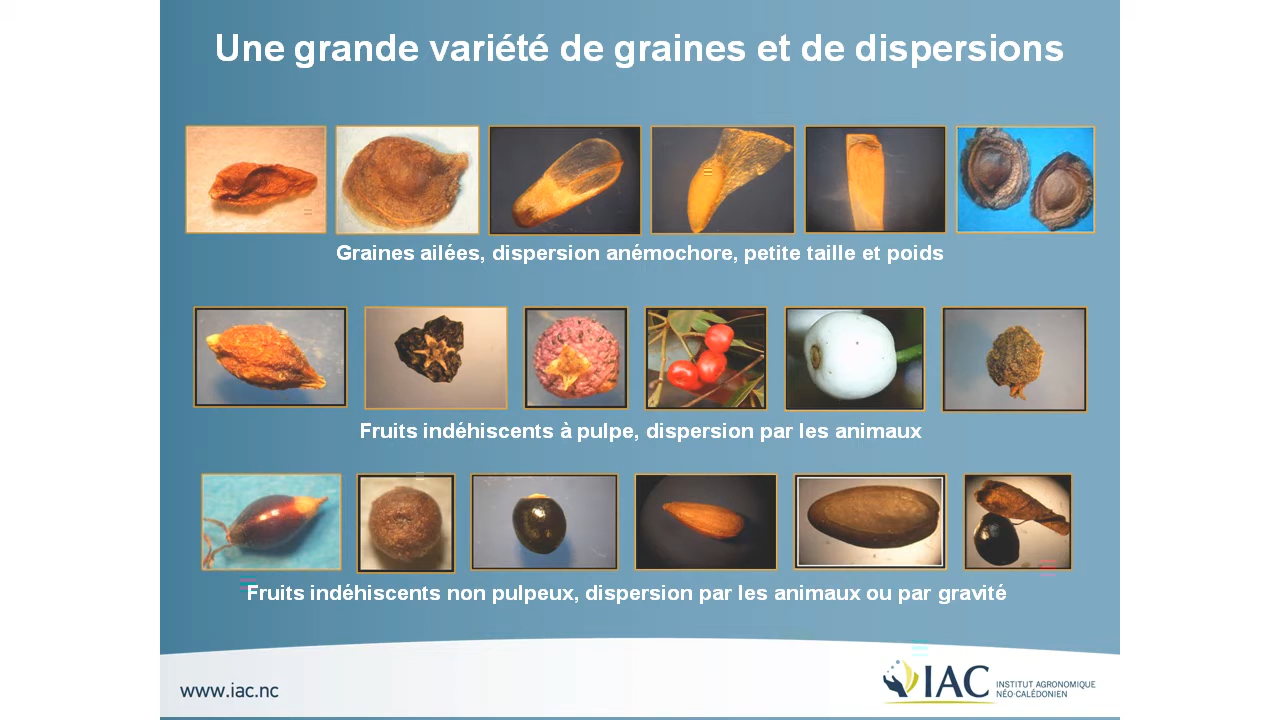 Une grande variété de graines et de dispersions
Graines ailées, dispersion anémochore, petite taille et poids
Fruits indéhiscents à pulpe, dispersion par les animaux
Fruits indéhiscents non pulpeux, dispersion par les animaux ou par gravité
www.iac.nc
IAC
INSTITUT AGRONOMIQUE
NÉO-CALÉDONIEN